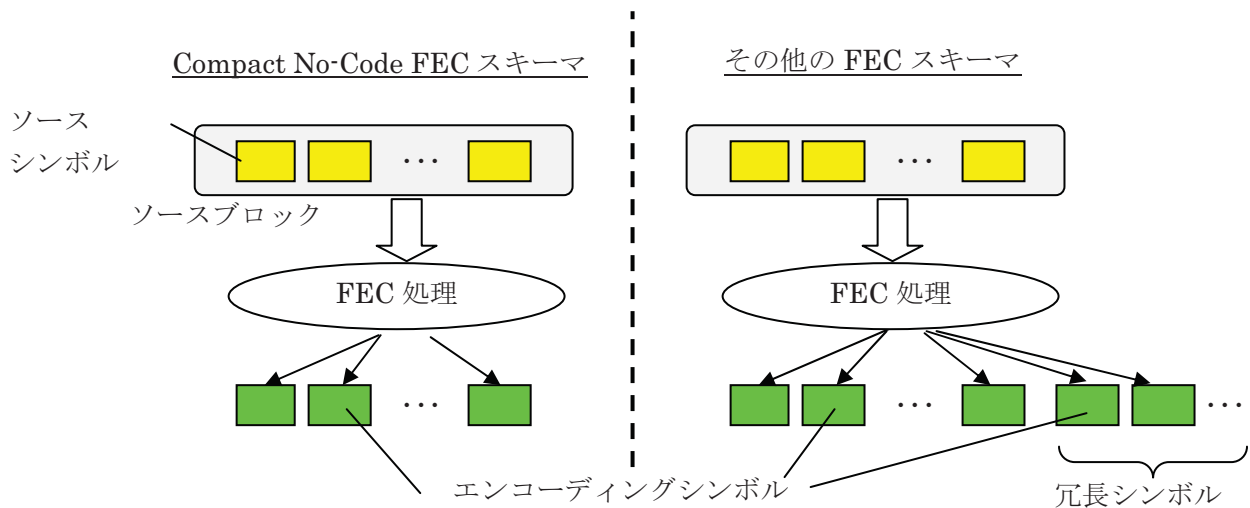 Compact No-Code FEC スキーマ
その他の FEC スキーマ
ソース
シンボル
…
…
ソースブロック
FEC 処理
FEC 処理
…
…
…
エンコーディングシンボル
冗長シンボル